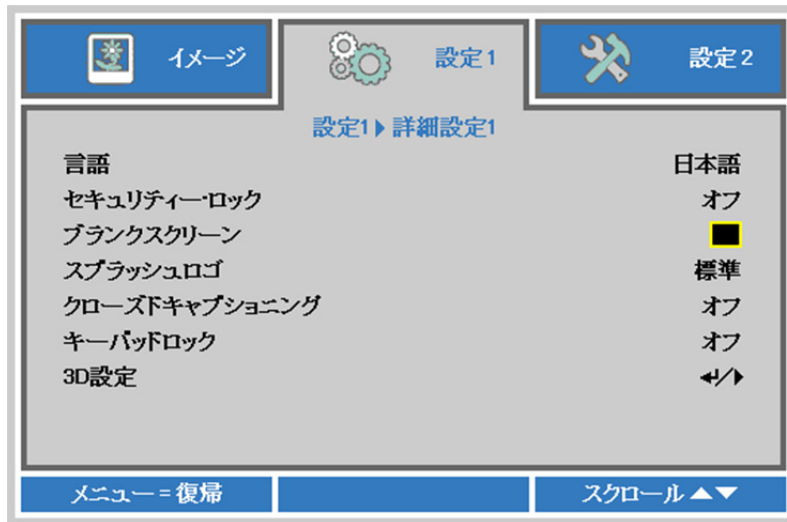 イメージ
設定1
設定2
設定1▶詳細設定1
言語 日本語
セキュリティー・ロック オフ
ブランクスクリーン
スプラッシュロゴ 標準
クローズドキャプショニング オフ
キーパッドロック オフ
3D設定 ↵/▶
メニュー=復帰
スクロール▲▼